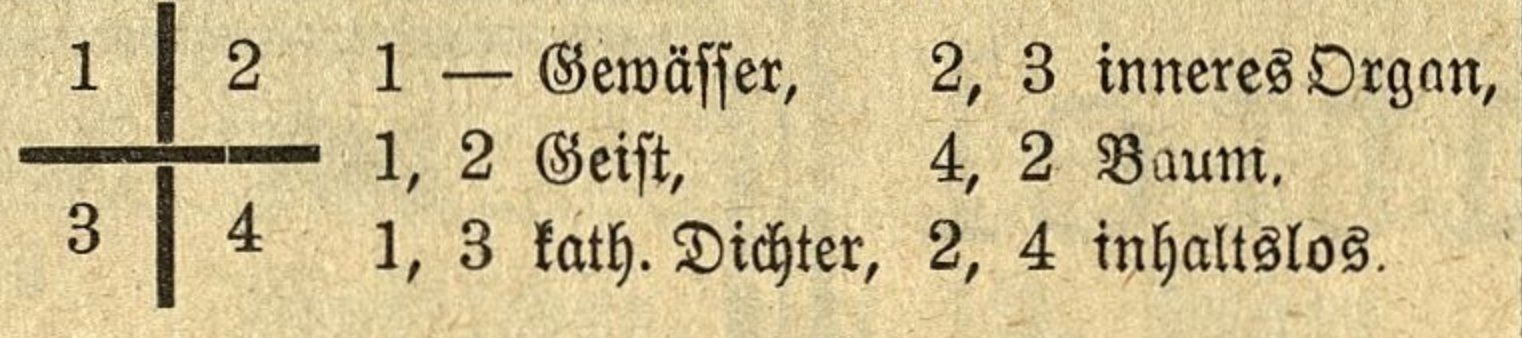 1 2 1 — Gewässer, 2, 3 inneres Organ,
1, 2 Geist, 4, 2 Baum.
3 4 1, 3 kath. Dichter, 2, 4 inhaltslos.